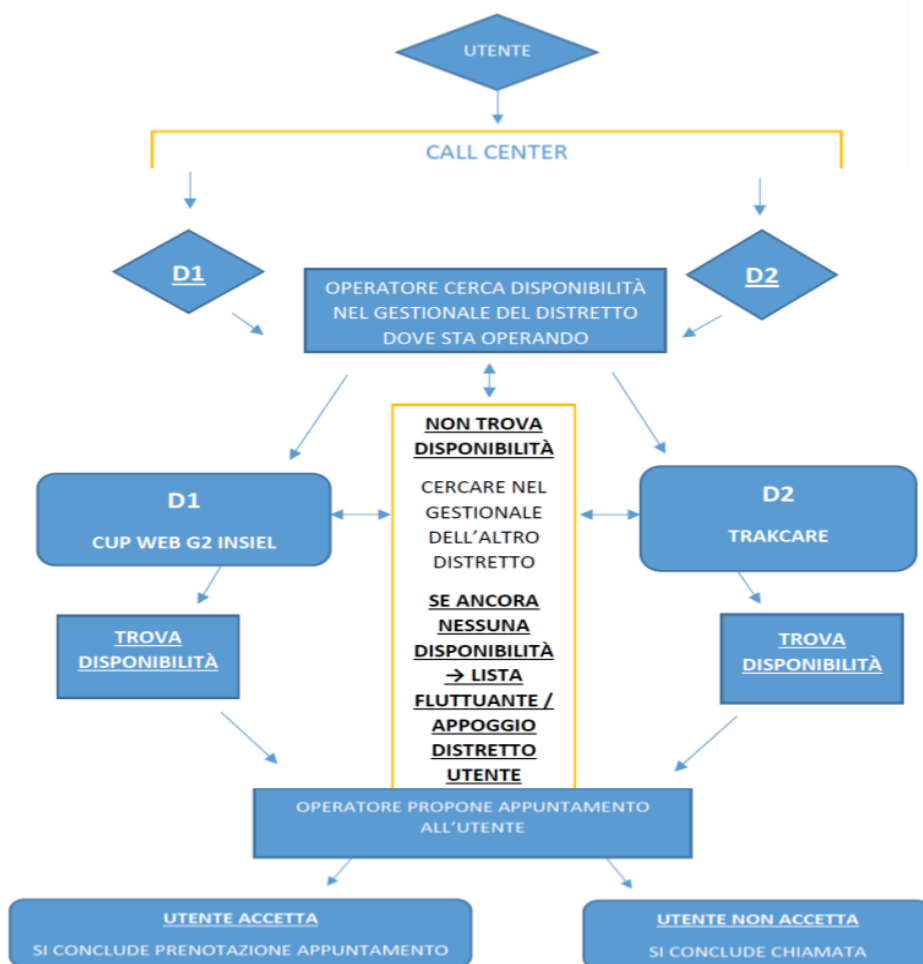 UTENTE
CALL CENTER
D1
D2
OPERATORE CERCA DISPONIBILITÀ
NEL GESTIONALE DEL DISTRETTO
DOVE STA OPERANDO
NON TROVA
DISPONIBILITÀ
CERCARE NEL
GESTIONALE
DELL'ALTRO
DISTRETTO
SE ANCORA
NESSUNA
DISPONIBILITÀ
→ LISTA
FLUTTUANTE /
APPOGGIO
DISTRETTO
UTENTE
D1
CUP WEB G2 INSIEL
D2
TRAKCARE
TROVA
DISPONIBILITÀ
TROVA
DISPONIBILITÀ
OPERATORE PROPONE APPUNTAMENTO
ALL'UTENTE
UTENTE ACCETTA
SI CONCLUDE PRENOTAZIONE APPUNTAMENTO
UTENTE NON ACCETTA
SI CONCLUDE CHIAMATA